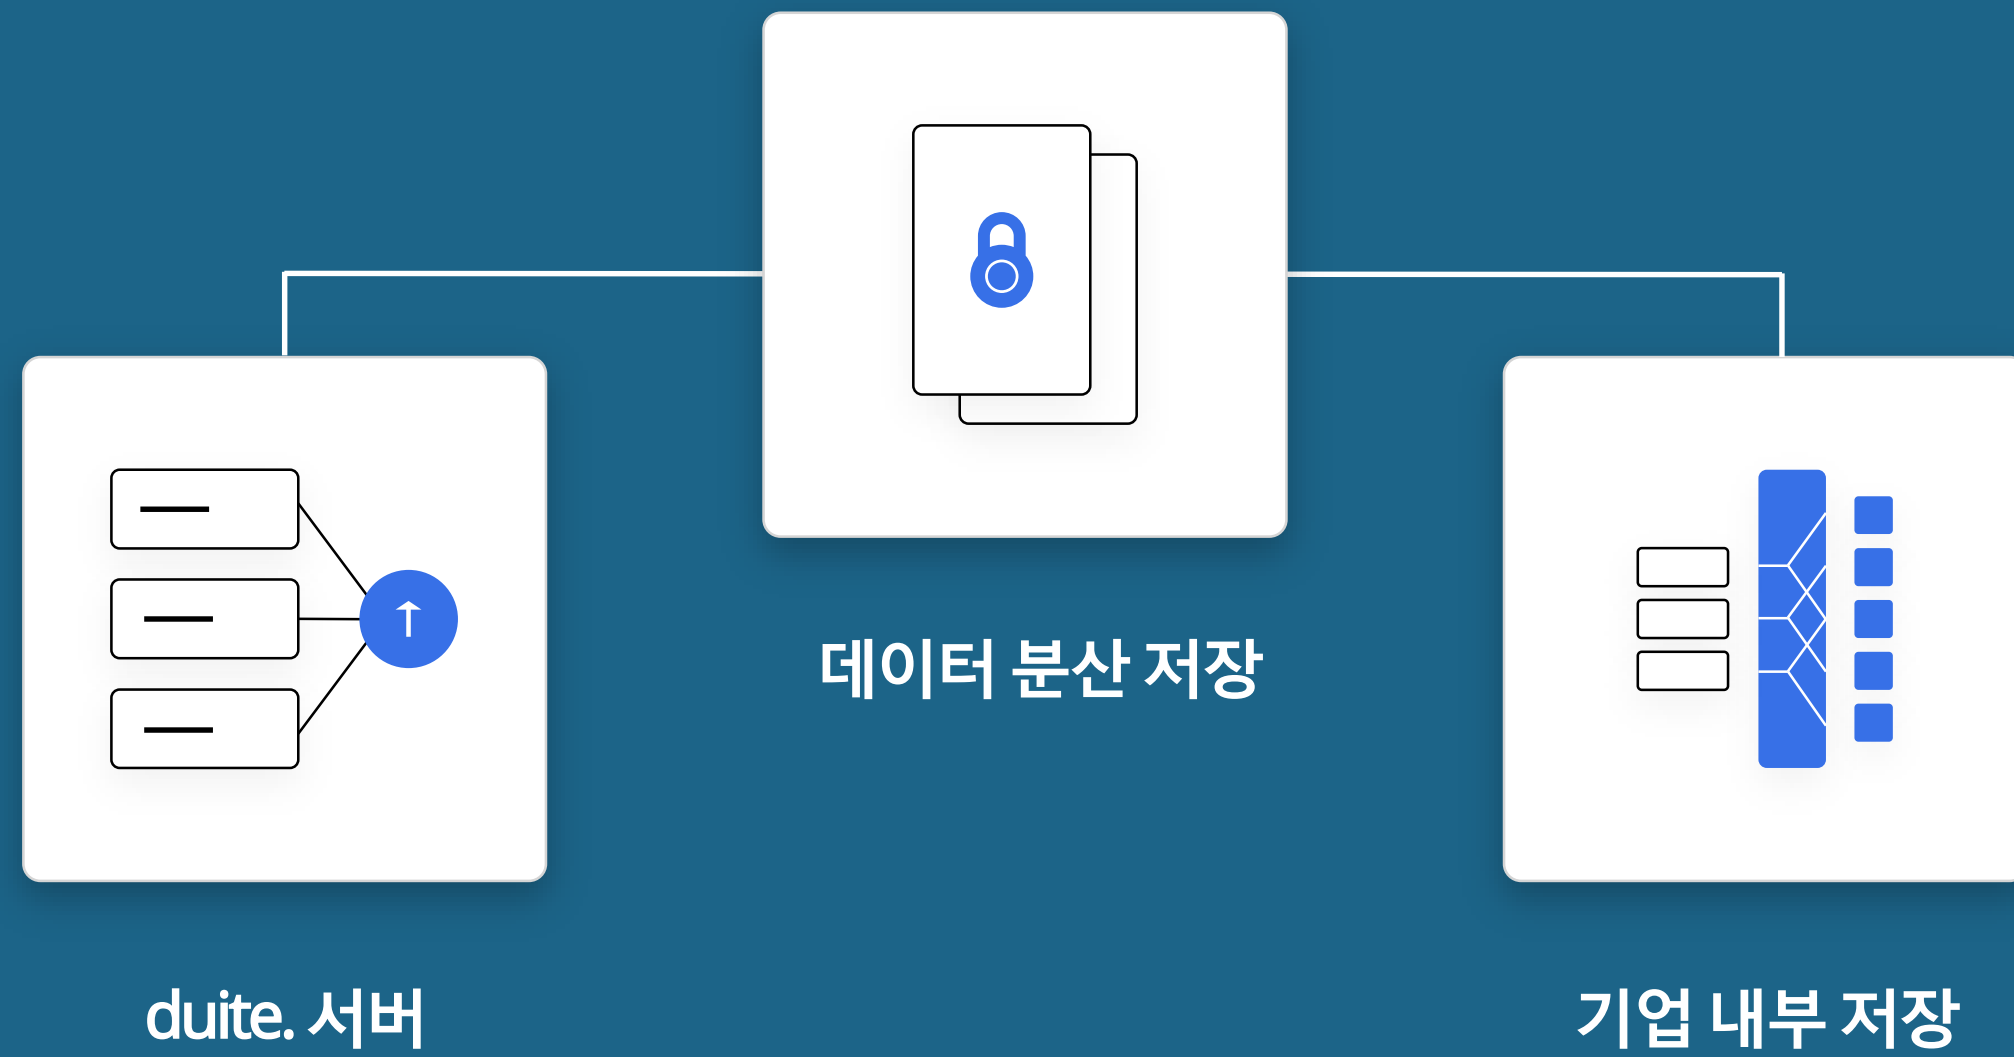 데이터 분산 저장
duite. 서버
기업 내부 저장